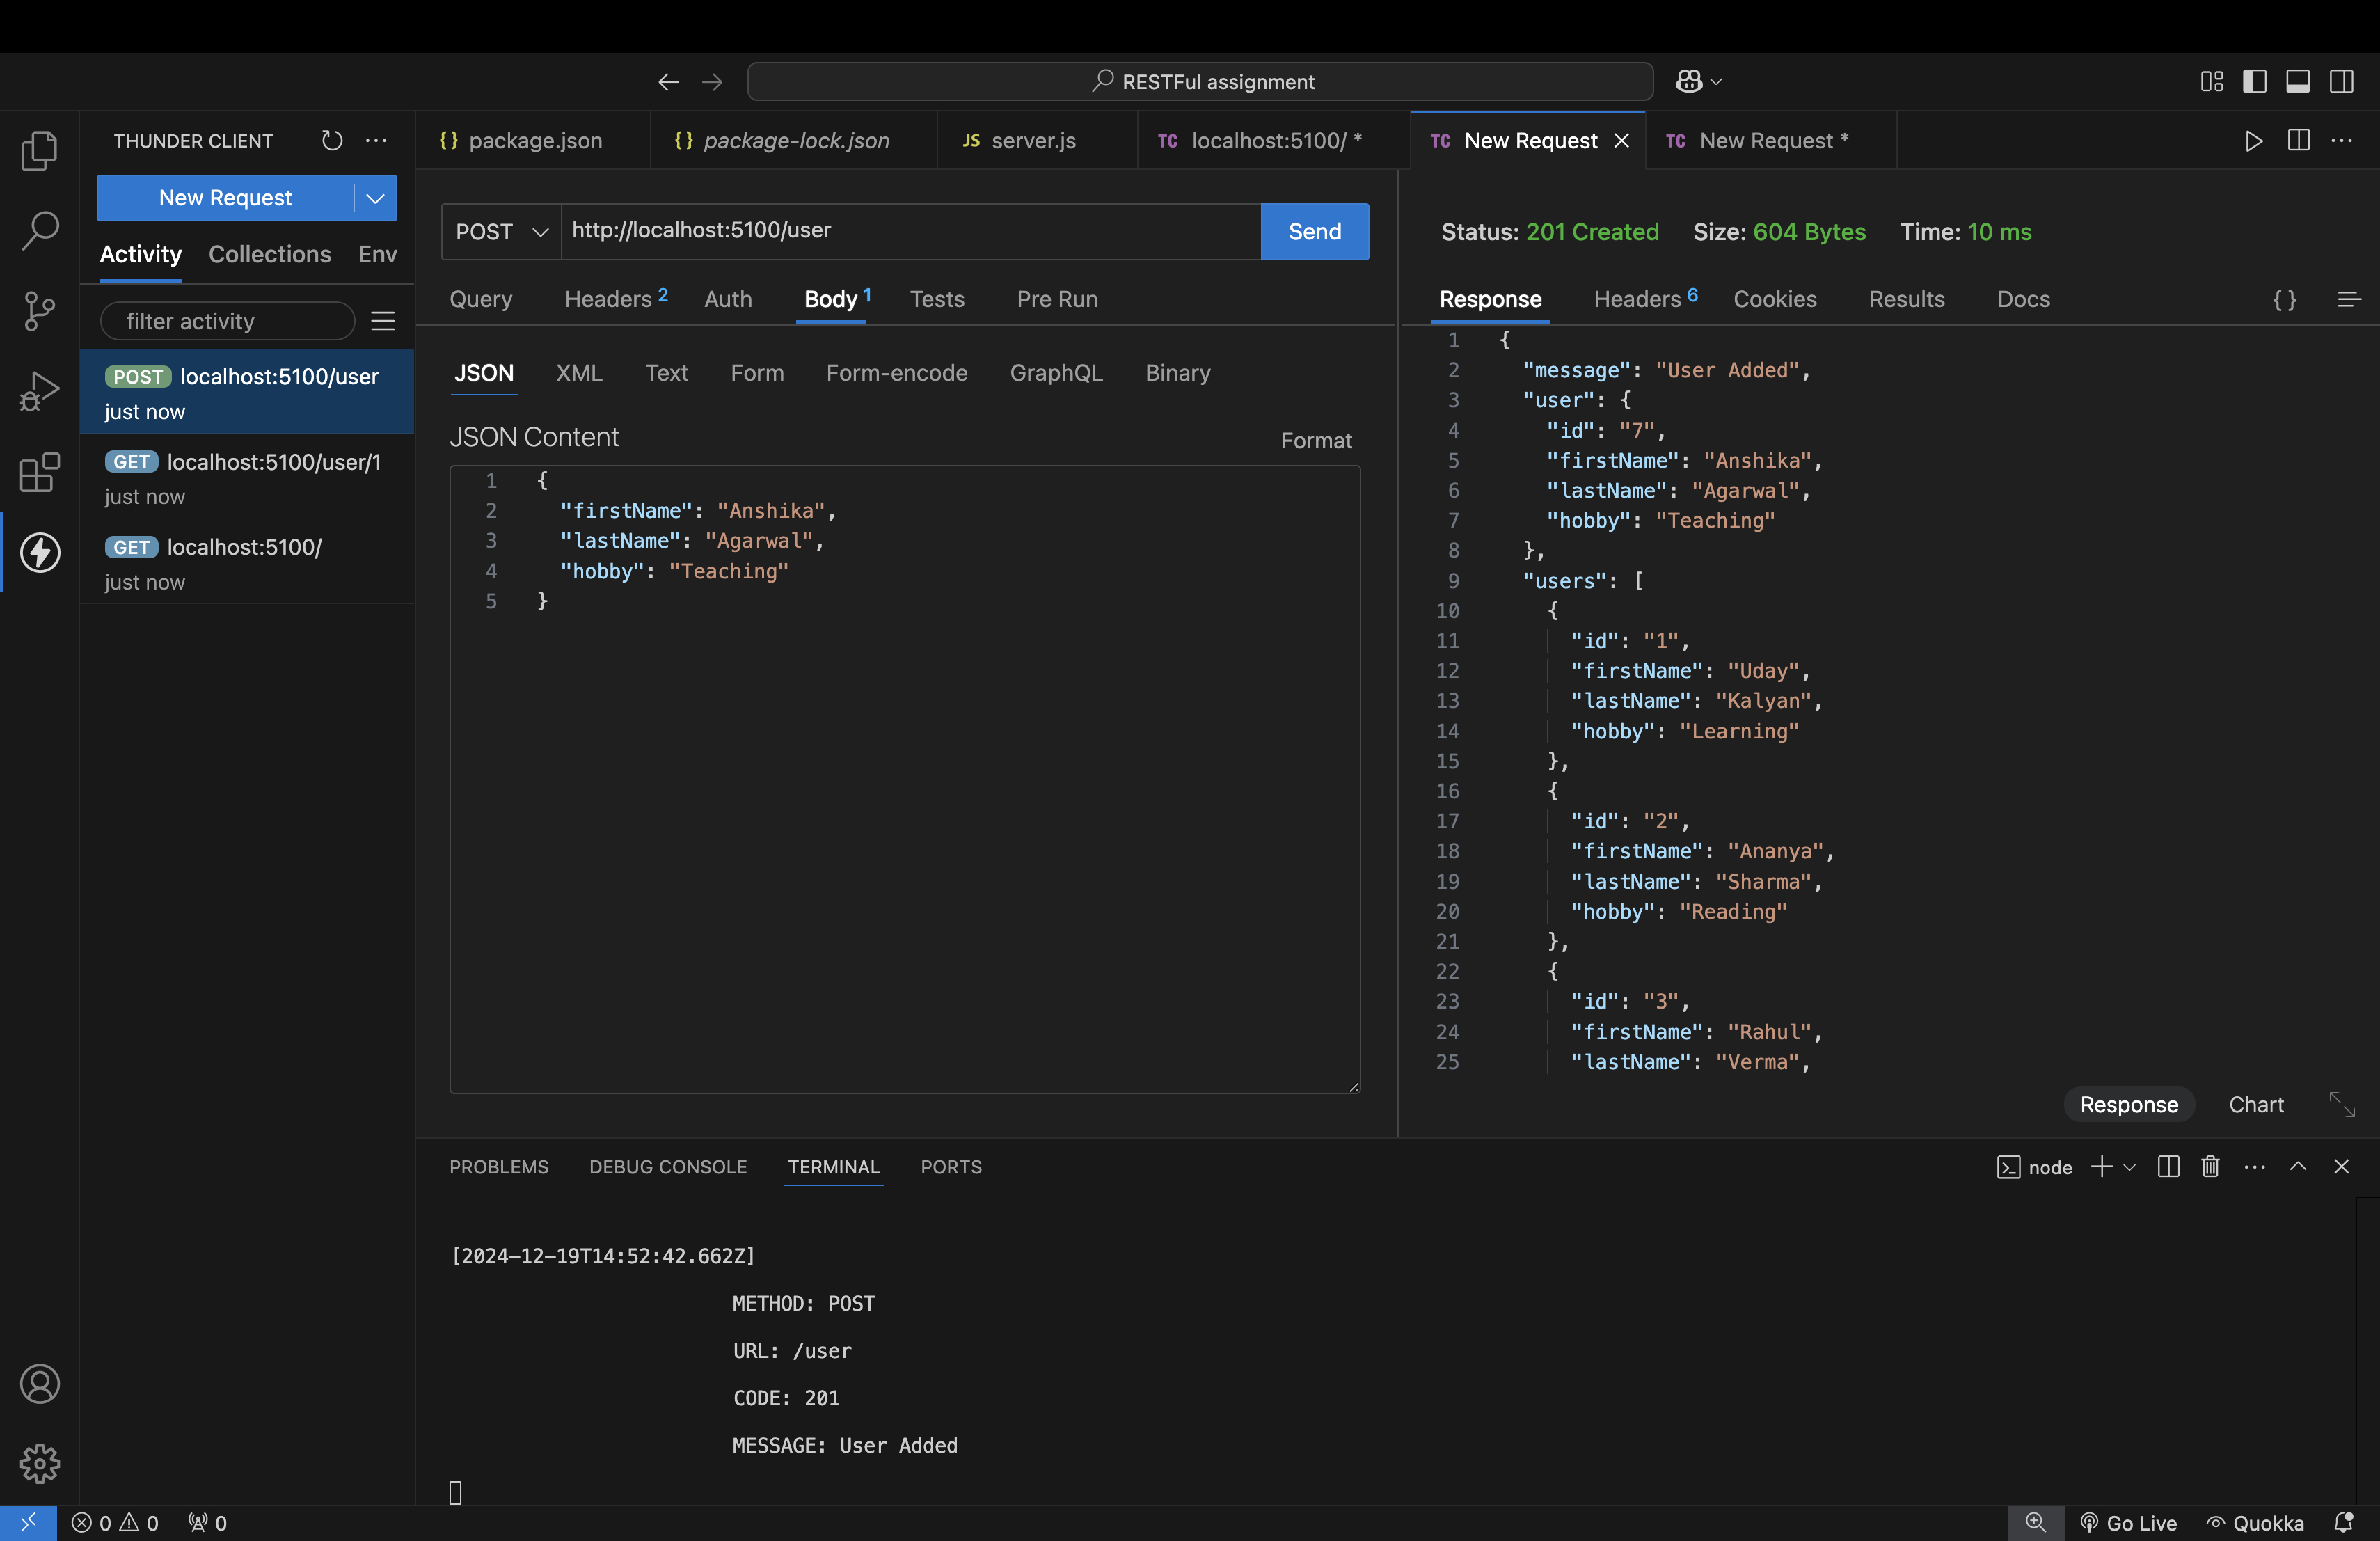 RESTFul assignment
THUNDER CLIENT
{} package.json
{} package-lock.json
JS server.js
TC localhost:5100/ *
TC New Request
TC New Request *
New Request
Activity Collections Env
filter activity
POST localhost:5100/user
just now
GET localhost:5100/user/1
just now
GET localhost:5100/
just now
POST http://localhost:5100/user Send
Query Headers 2 Auth Body 1 Tests Pre Run
JSON XML Text Form Form-encode GraphQL Binary
JSON Content Format
1 {
2 "firstName": "Anshika",
3 "lastName": "Agarwal",
4 "hobby": "Teaching"
5 }
Status: 201 Created Size: 604 Bytes Time: 10 ms
Response Headers 6 Cookies Results Docs {}
1 {
2 "message": "User Added",
3 "user": {
4 "id": "7",
5 "firstName": "Anshika",
6 "lastName": "Agarwal",
7 "hobby": "Teaching"
8 },
9 "users": [
10 {
11 "id": "1",
12 "firstName": "Uday",
13 "lastName": "Kalyan",
14 "hobby": "Learning"
15 },
16 {
17 "id": "2",
18 "firstName": "Ananya",
19 "lastName": "Sharma",
20 "hobby": "Reading"
21 },
22 {
23 "id": "3",
24 "firstName": "Rahul",
25 "lastName": "Verma",
Response Chart
PROBLEMS DEBUG CONSOLE TERMINAL PORTS
node
[2024-12-19T14:52:42.662Z]
METHOD: POST
URL: /user
CODE: 201
MESSAGE: User Added
0 0 0
Go Live Quokka